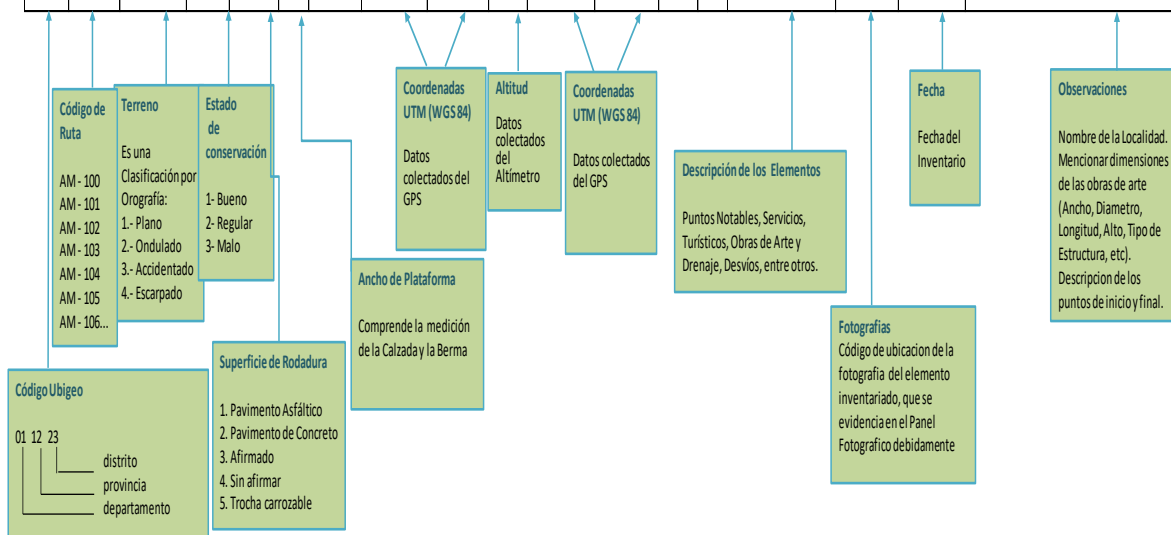 Código de
Ruta
AM - 100
AM - 101
AM - 102
AM - 103
AM - 104
AM - 105
AM - 106...
Terreno
Es una
Clasificación por
Orografía:
1.- Plano
2.- Ondulado
3.- Accidentado
4.- Escarpado
Estado
de
conservación
1- Bueno
2- Regular
3- Malo
Coordenadas
UTM (WGS 84)
Datos
colectados del
GPS
Altitud
Datos
colectados
del
Altímetro
Coordenadas
UTM (WGS 84)
Datos colectados
del GPS
Descripción de los Elementos
Puntos Notables, Servicios,
Turísticos, Obras de Arte y
Drenaje, Desvíos, entre otros.
Fecha
Fecha del
Inventario
Observaciones
Nombre de la Localidad.
Mencionar dimensiones
de las obras de arte
(Ancho, Diametro,
Longitud, Alto, Tipo de
Estructura, etc).
Descripcion de los
puntos de inicio y final.
Código Ubigeo
01 12 23
distrito
provincia
departamento
Superficie de Rodadura
1. Pavimento Asfáltico
2. Pavimento de Concreto
3. Afirmado
4. Sin afirmar
5. Trocha carrozable
Ancho de Plataforma
Comprende la medición
de la Calzada y la Berma
Fotografias
Código de ubicacion de la
fotografia del elemento
inventariado, que se
evidencia en el Panel
Fotografico debidamente